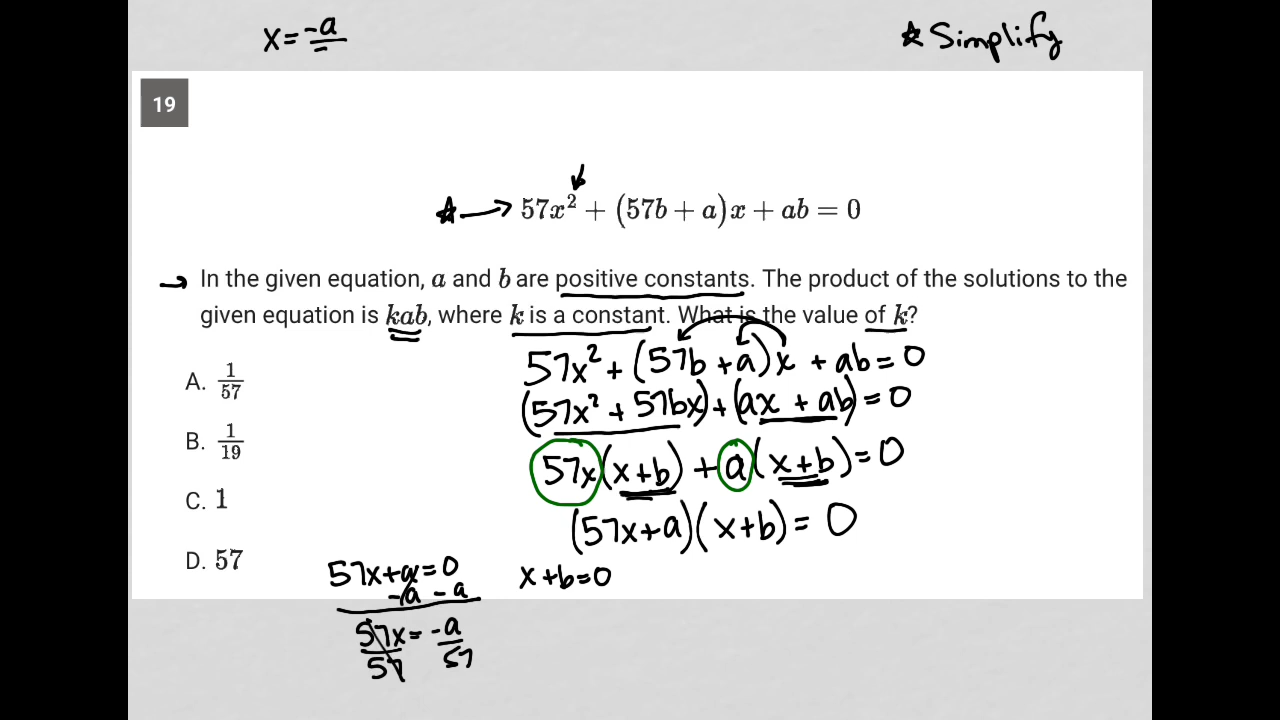 x = -a/
☆ Simplify
19
57x² + (57b + a)x + ab = 0
In the given equation, a and b are positive constants. The product of the solutions to the
given equation is kab, where k is a constant. What is the value of k?
A. 1/57
B. 1/19
C. 1
D. 57
57x² + (57b + a)x + ab = 0
(57x² + 57bx) + (ax + ab) = 0
57x(x+b) + a(x+b) = 0
(57x+a)(x+b) = 0
57x+a=0
-a -a
57x = -a
57 57
x+b=0